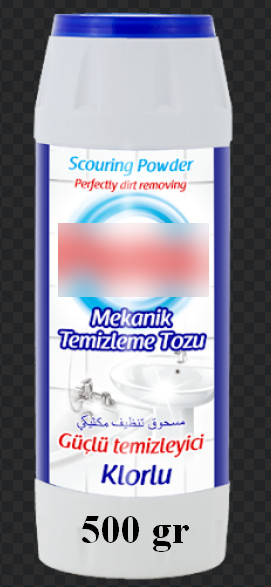 Scouring Powder
Perfectly dirt removing
Mekanik
Temizleme Tozu
مسحوق تنظيف مكنيكي
Güçlü temizleyici
Klorlu
500 gr